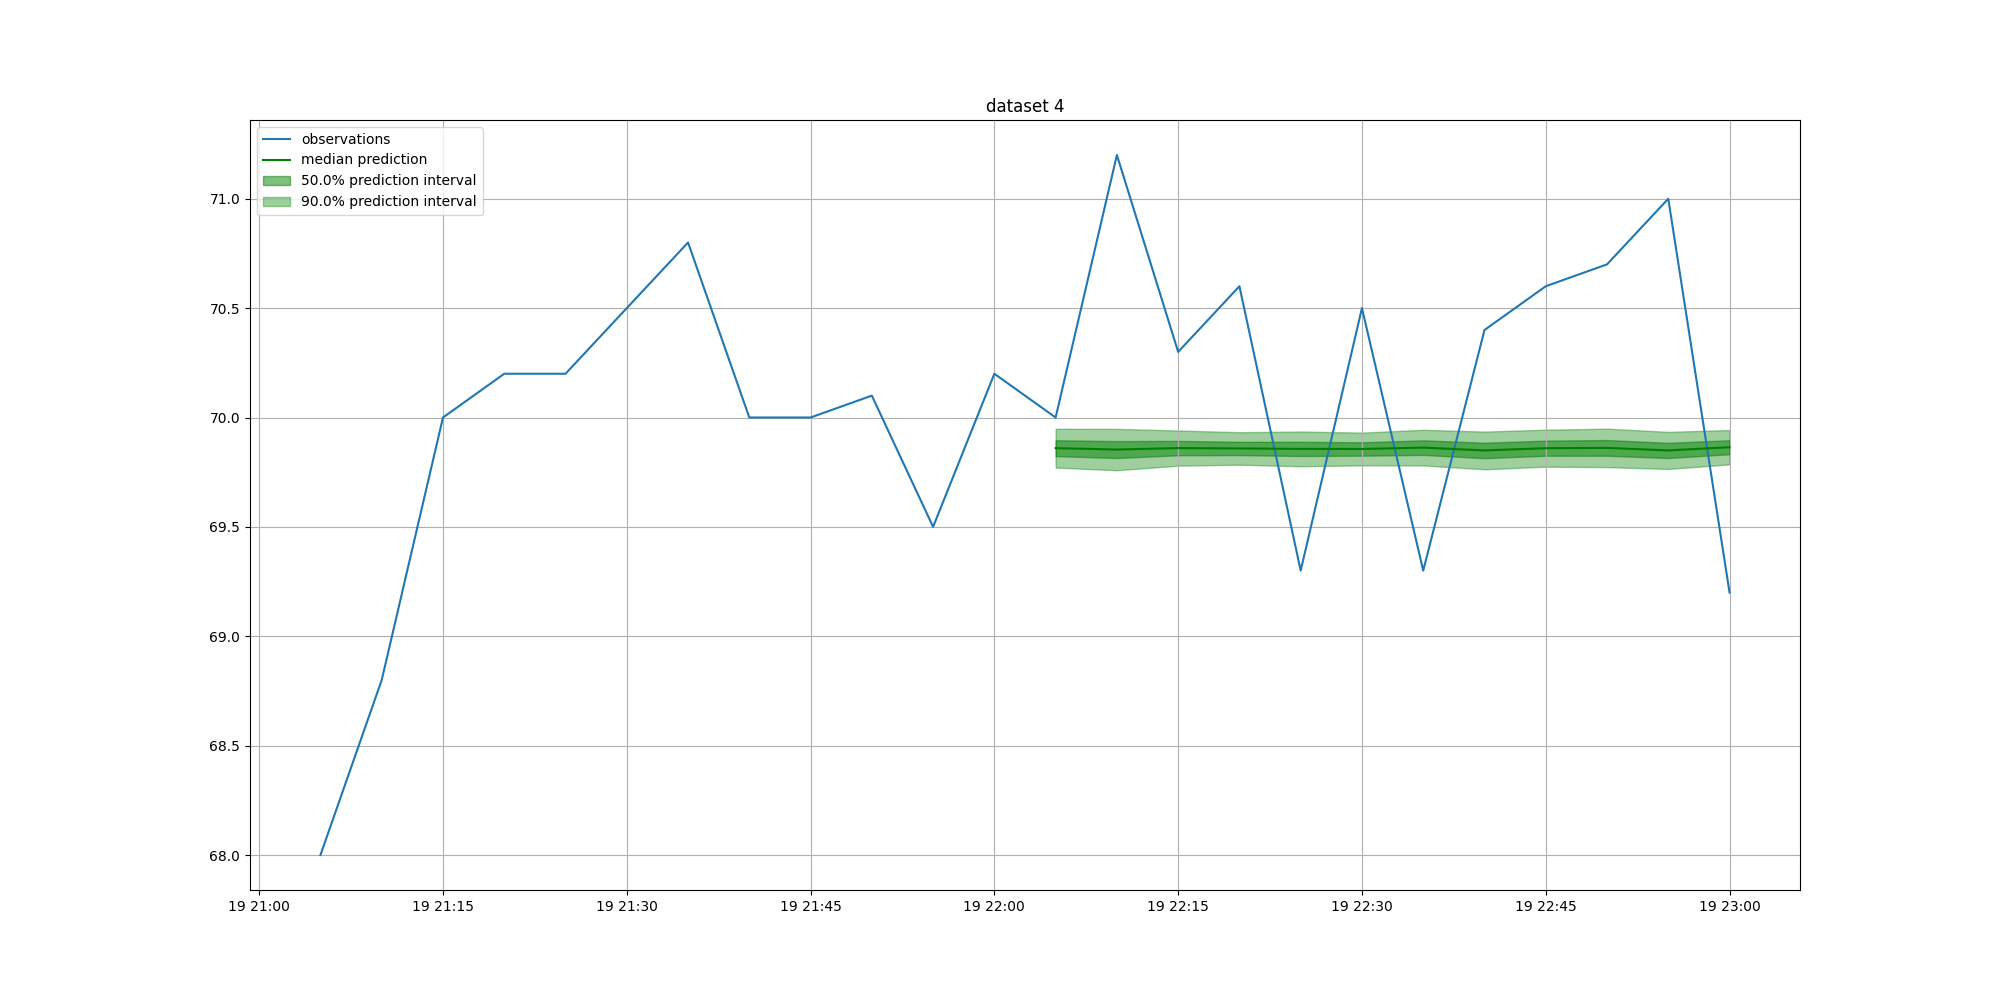 dataset 4
observations
median prediction
50.0% prediction interval
90.0% prediction interval
71.0
70.5
70.0
69.5
69.0
68.5
68.0
19 21:00 19 21:15 19 21:30 19 21:45 19 22:00 19 22:15 19 22:30 19 22:45 19 23:00